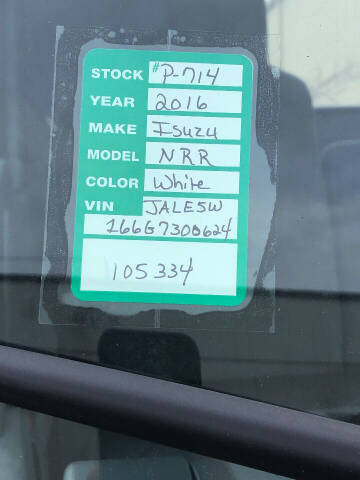 STOCK #P-714
YEAR 2016
MAKE Isuzu
MODEL NRR
COLOR White
VIN JALE5W
166G7300624
105334